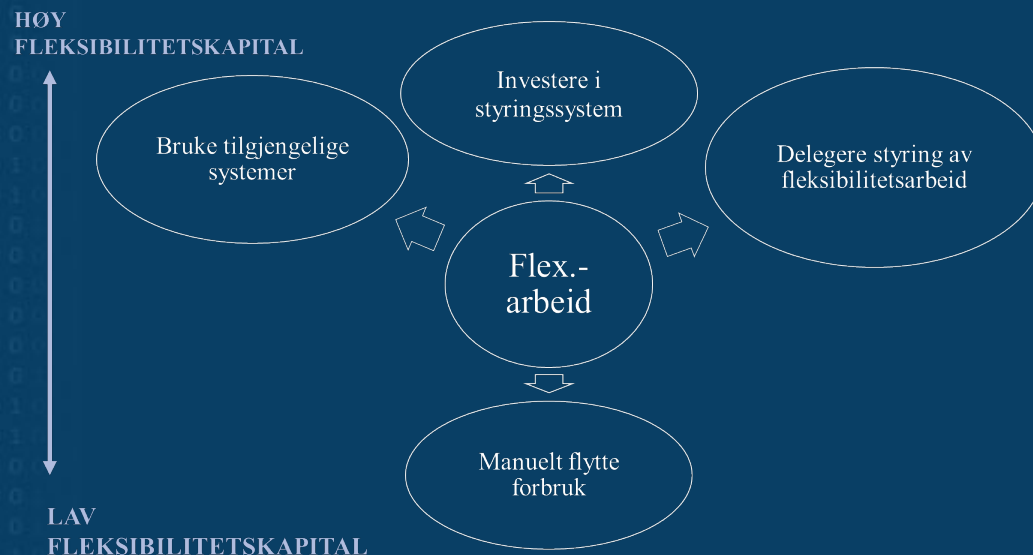 HØY
FLEKSIBILITETSKAPITAL
Investere i
styringssystem
Bruke tilgjengelige
systemer
Delegere styring av
fleksibilitetsarbeid
Flex.-
arbeid
Manuelt flytte
forbruk
LAV
FLEKSIBILITETSKAPITAL